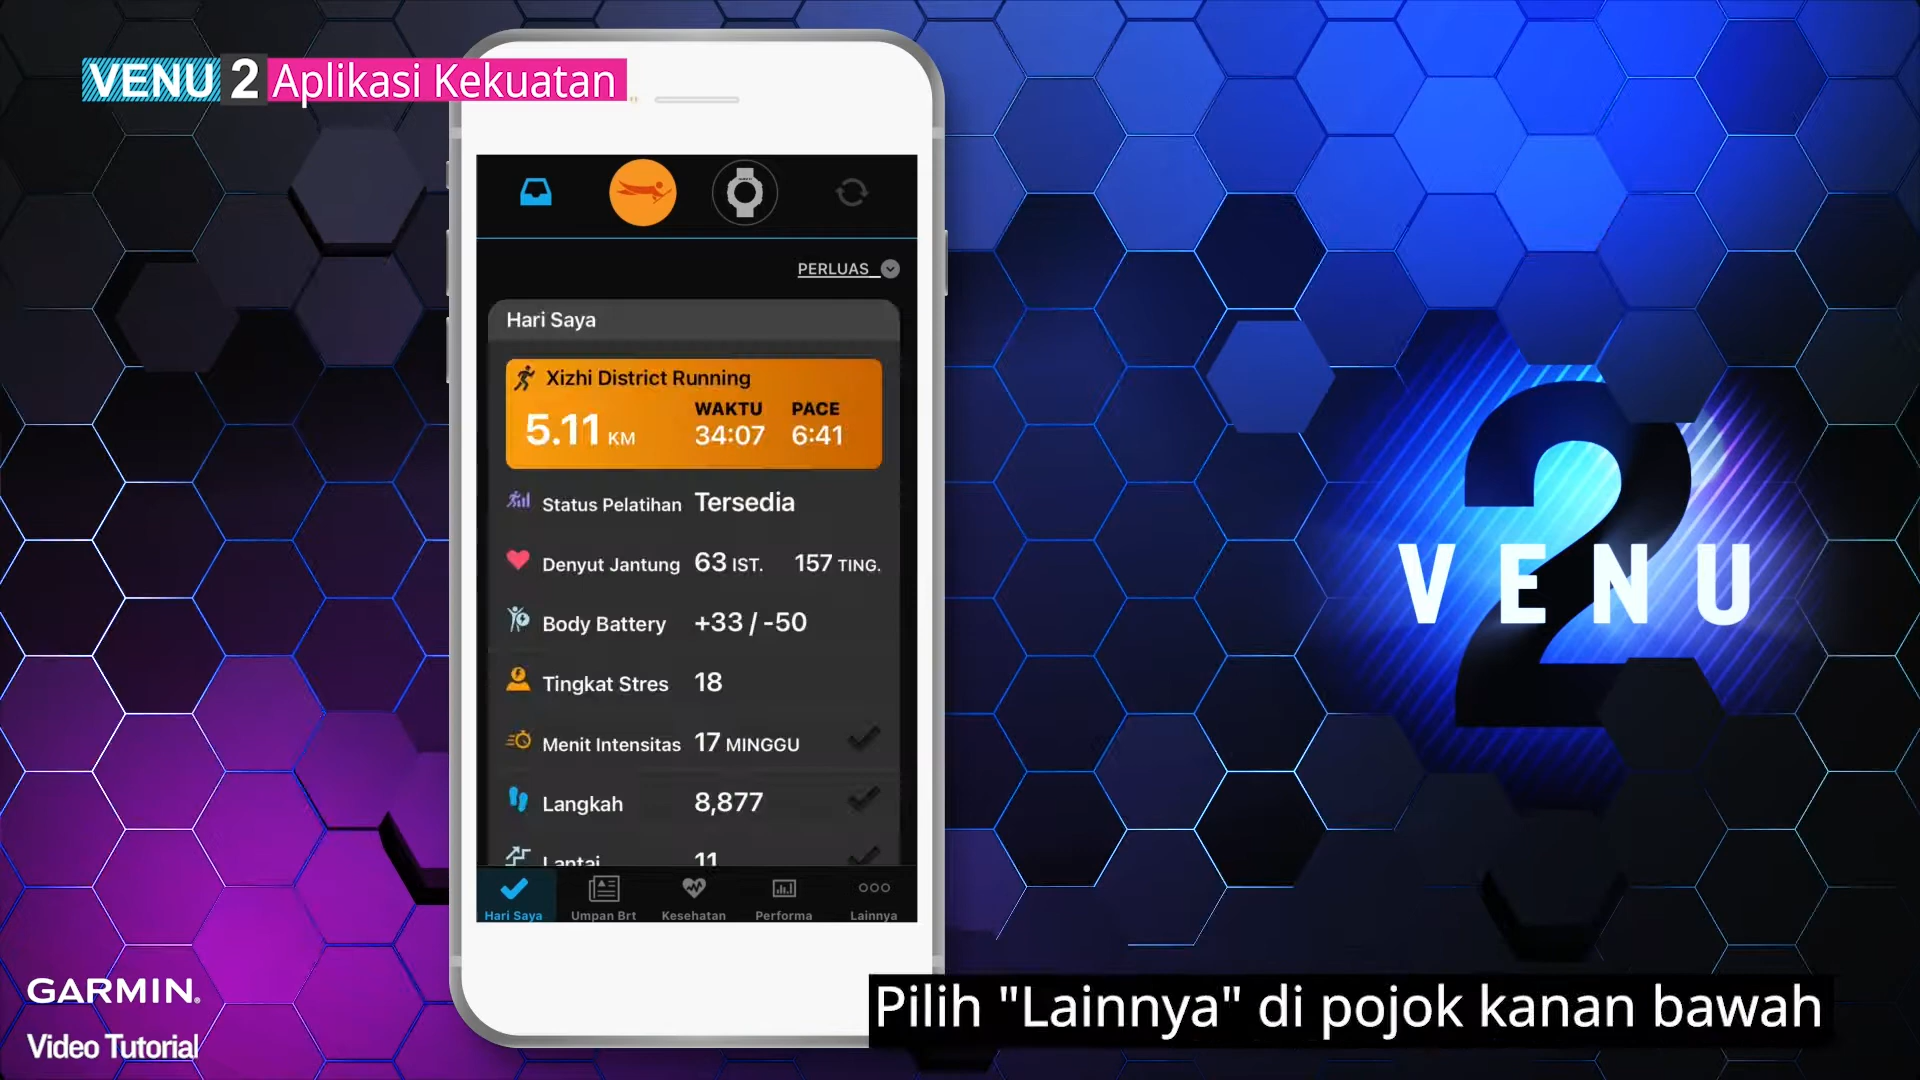 VENU 2 Aplikasi Kekuatan
PERLUAS
Hari Saya
Xizhi District Running
5.11 KM
WAKTU
34:07
PACE
6:41
Status Pelatihan Tersedia
Denyut Jantung 63 IST. 157 TING.
Body Battery +33 / -50
Tingkat Stres 18
Menit Intensitas 17 MINGGU
Langkah 8,877
Lantai 11
Hari Saya
Umpan Brt
Kesehatan
Performa
Lainnya
2
VENU
GARMIN.
Video Tutorial
Pilih "Lainnya" di pojok kanan bawah